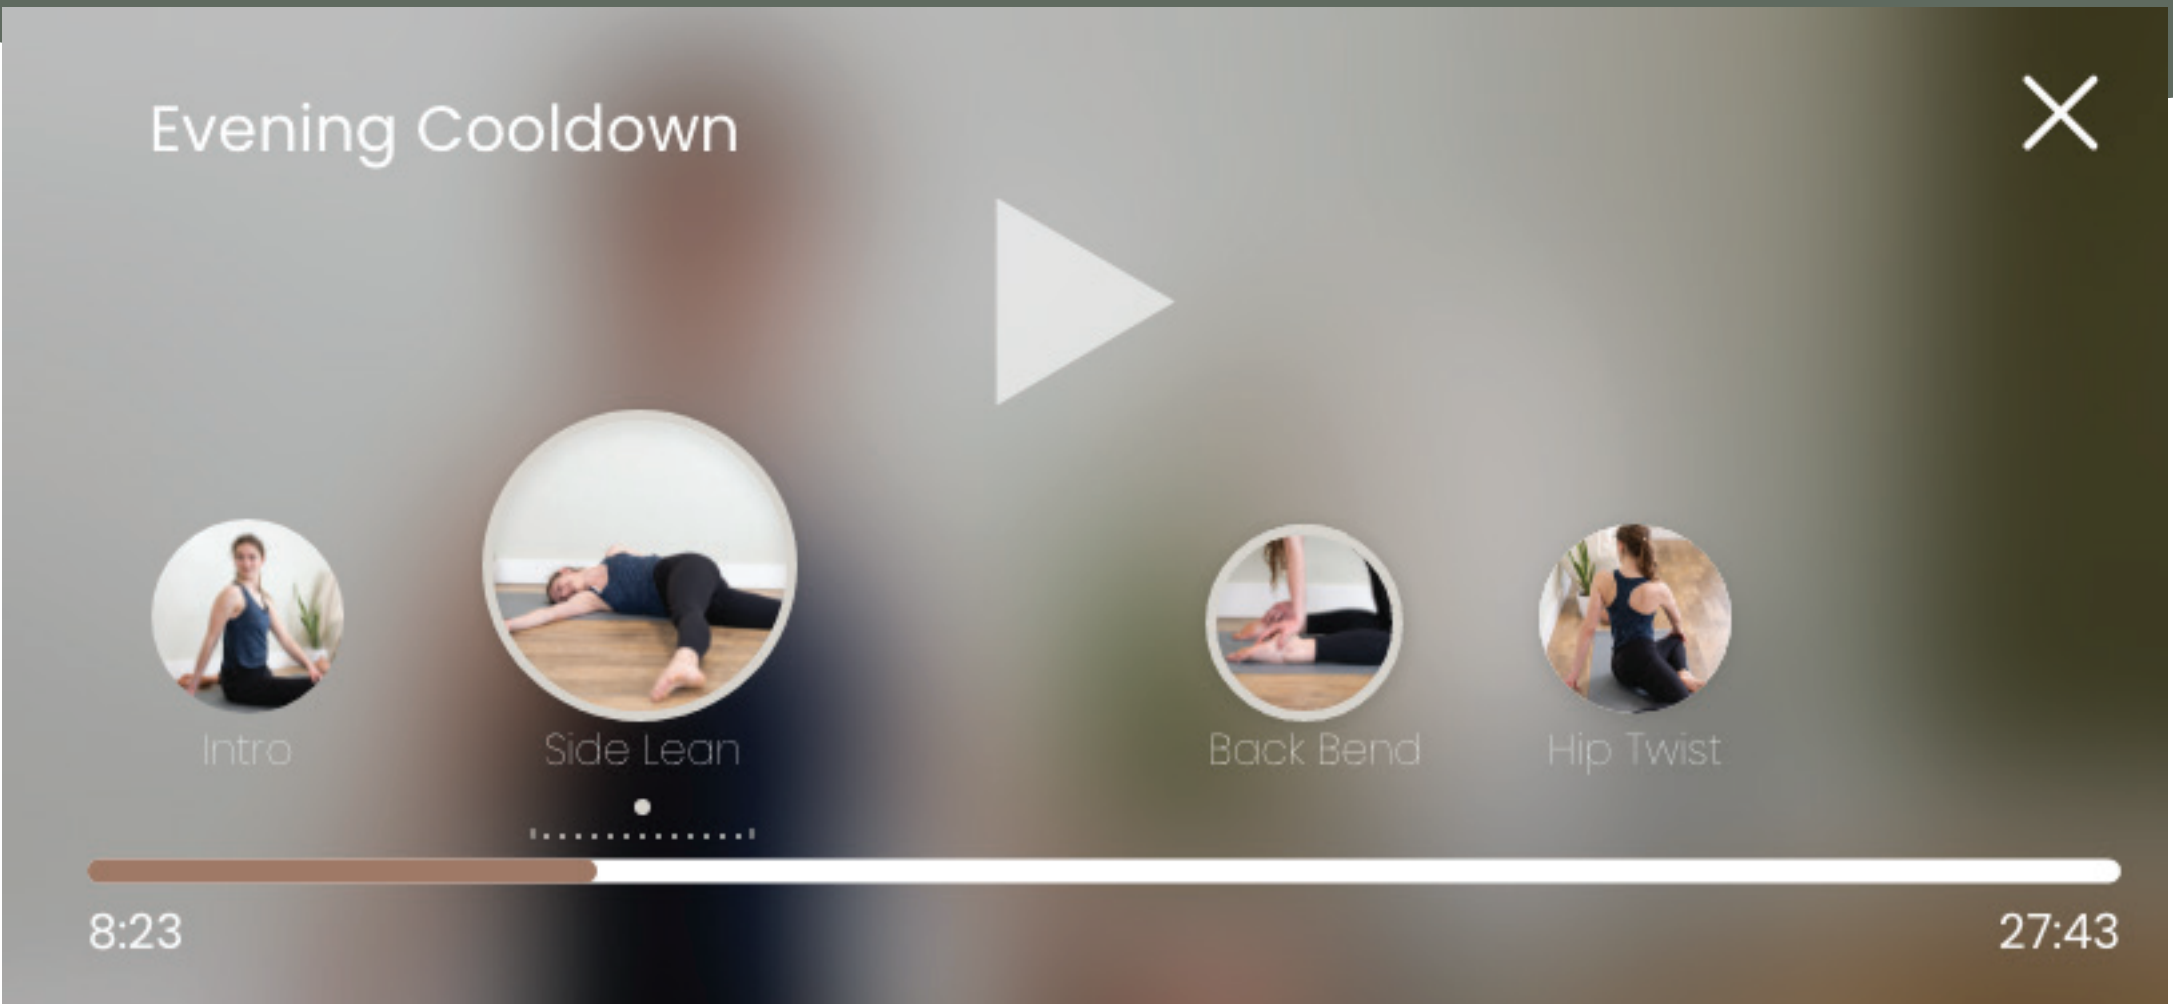 Evening Cooldown
Intro
Side Lean
Back Bend
Hip Twist
8:23
27:43